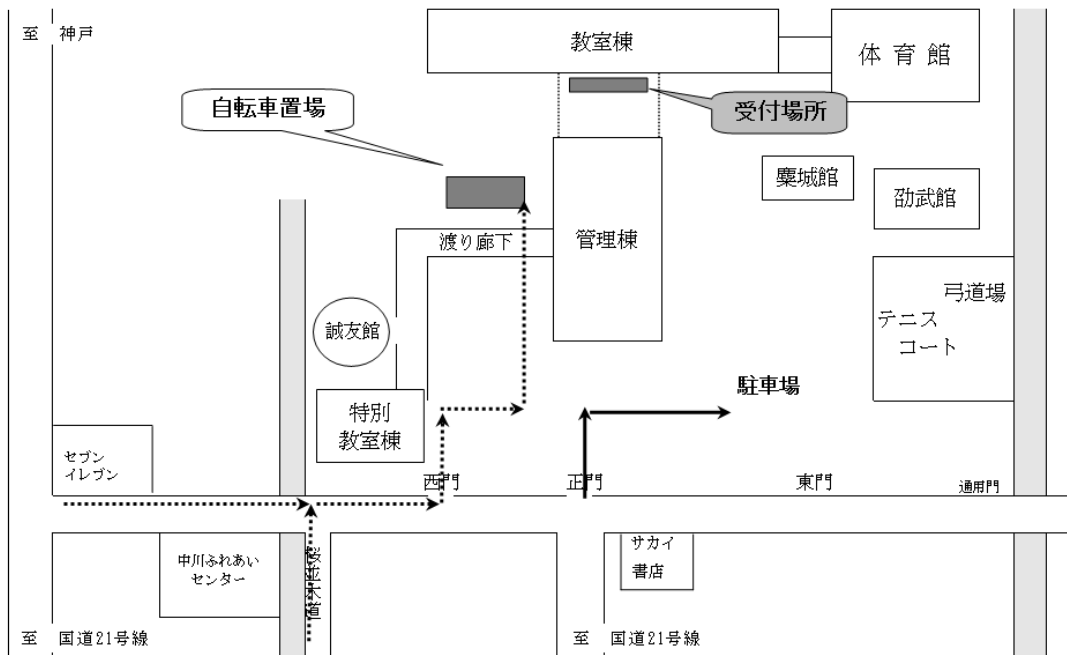 至 神戸
教室棟
体育館
自転車置場
受付場所
麋城館
劭武館
渡り廊下
管理棟
弓道場
テニス
コート
誠友館
駐車場
特別
教室棟
セブン
イレブン
西門
正門
東門
通用門
サカイ
書店
中川ふれあい
センター
桜並木道
至 国道21号線
至 国道21号線